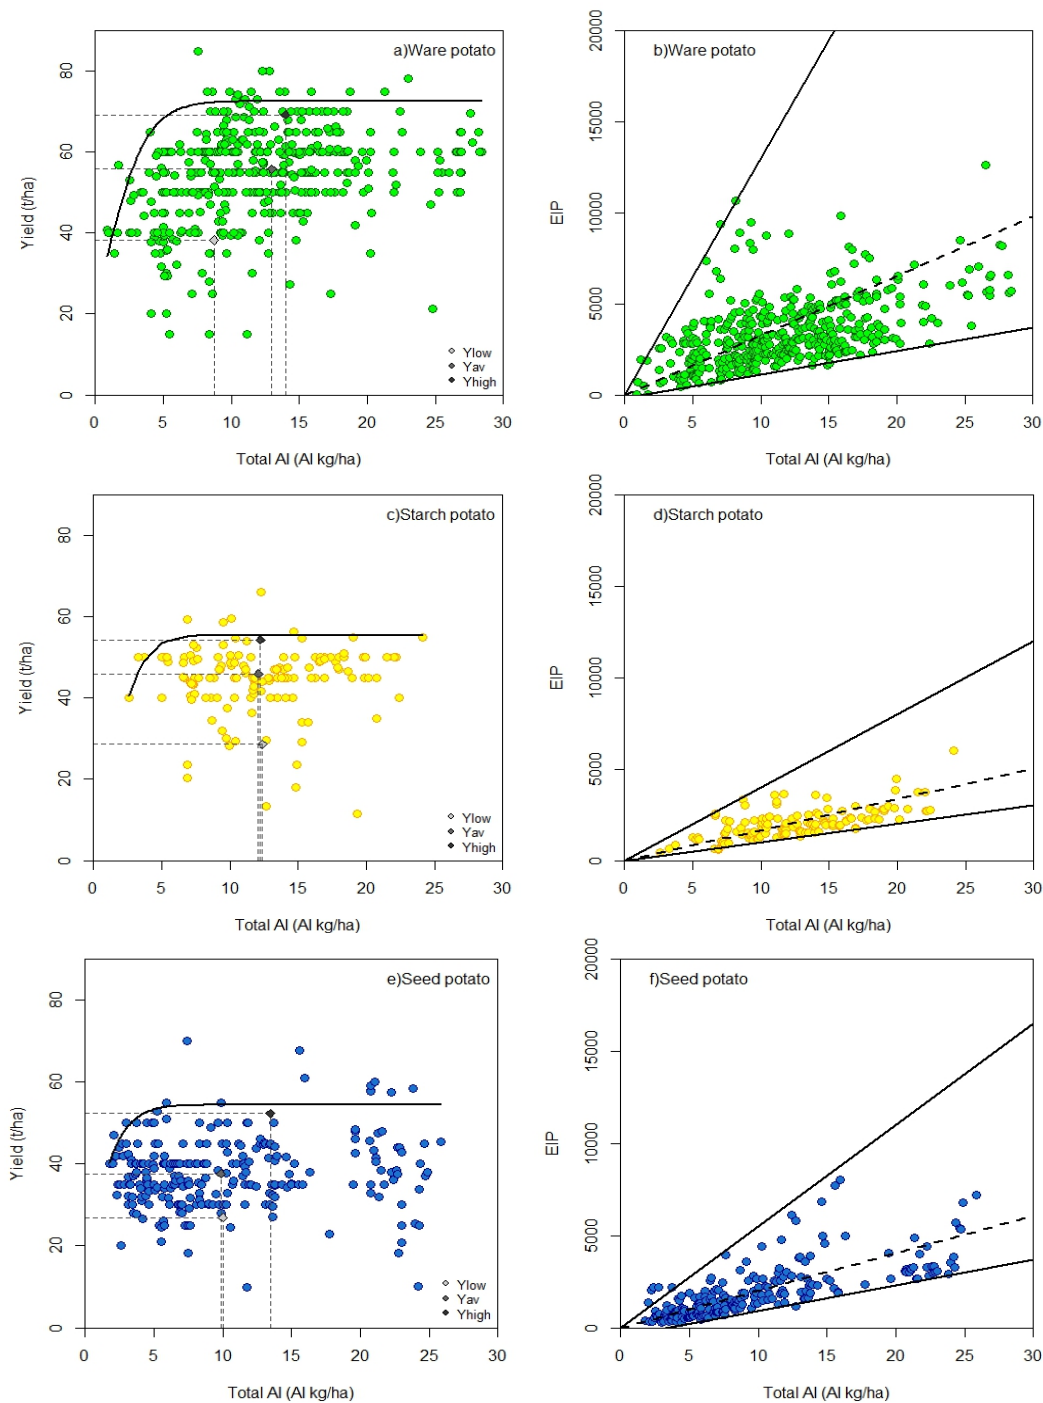 a)Ware potato
80
60
40
20
0
Yield (t/ha)
Ylow
Yav
Yhigh
0 5 10 15 20 25 30
Total AI (AI kg/ha)
b)Ware potato
20000
15000
10000
5000
0
EIP
0 5 10 15 20 25 30
Total AI (AI kg/ha)
c)Starch potato
80
60
40
20
0
Yield (t/ha)
Ylow
Yav
Yhigh
0 5 10 15 20 25 30
Total AI (AI kg/ha)
d)Starch potato
20000
15000
10000
5000
0
EIP
0 5 10 15 20 25 30
Total AI (AI kg/ha)
e)Seed potato
80
60
40
20
0
Yield (t/ha)
Ylow
Yav
Yhigh
0 5 10 15 20 25 30
Total AI (AI kg/ha)
f)Seed potato
20000
15000
10000
5000
0
EIP
0 5 10 15 20 25 30
Total AI (AI kg/ha)